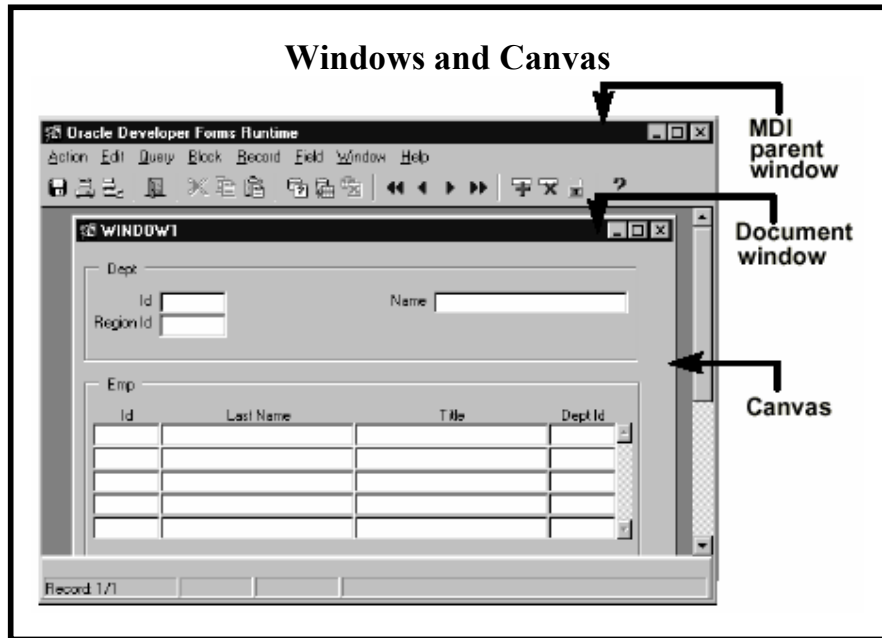 Windows and Canvas
Oracle Developer Forms Runtime
Action Edit Query Block Record Field Window Help
MDI
parent
window
WINDOW1
Document
window
Dept
Id
Name
Region Id
Emp
Id Last Name Title Dept Id
Canvas
Record: 1/1